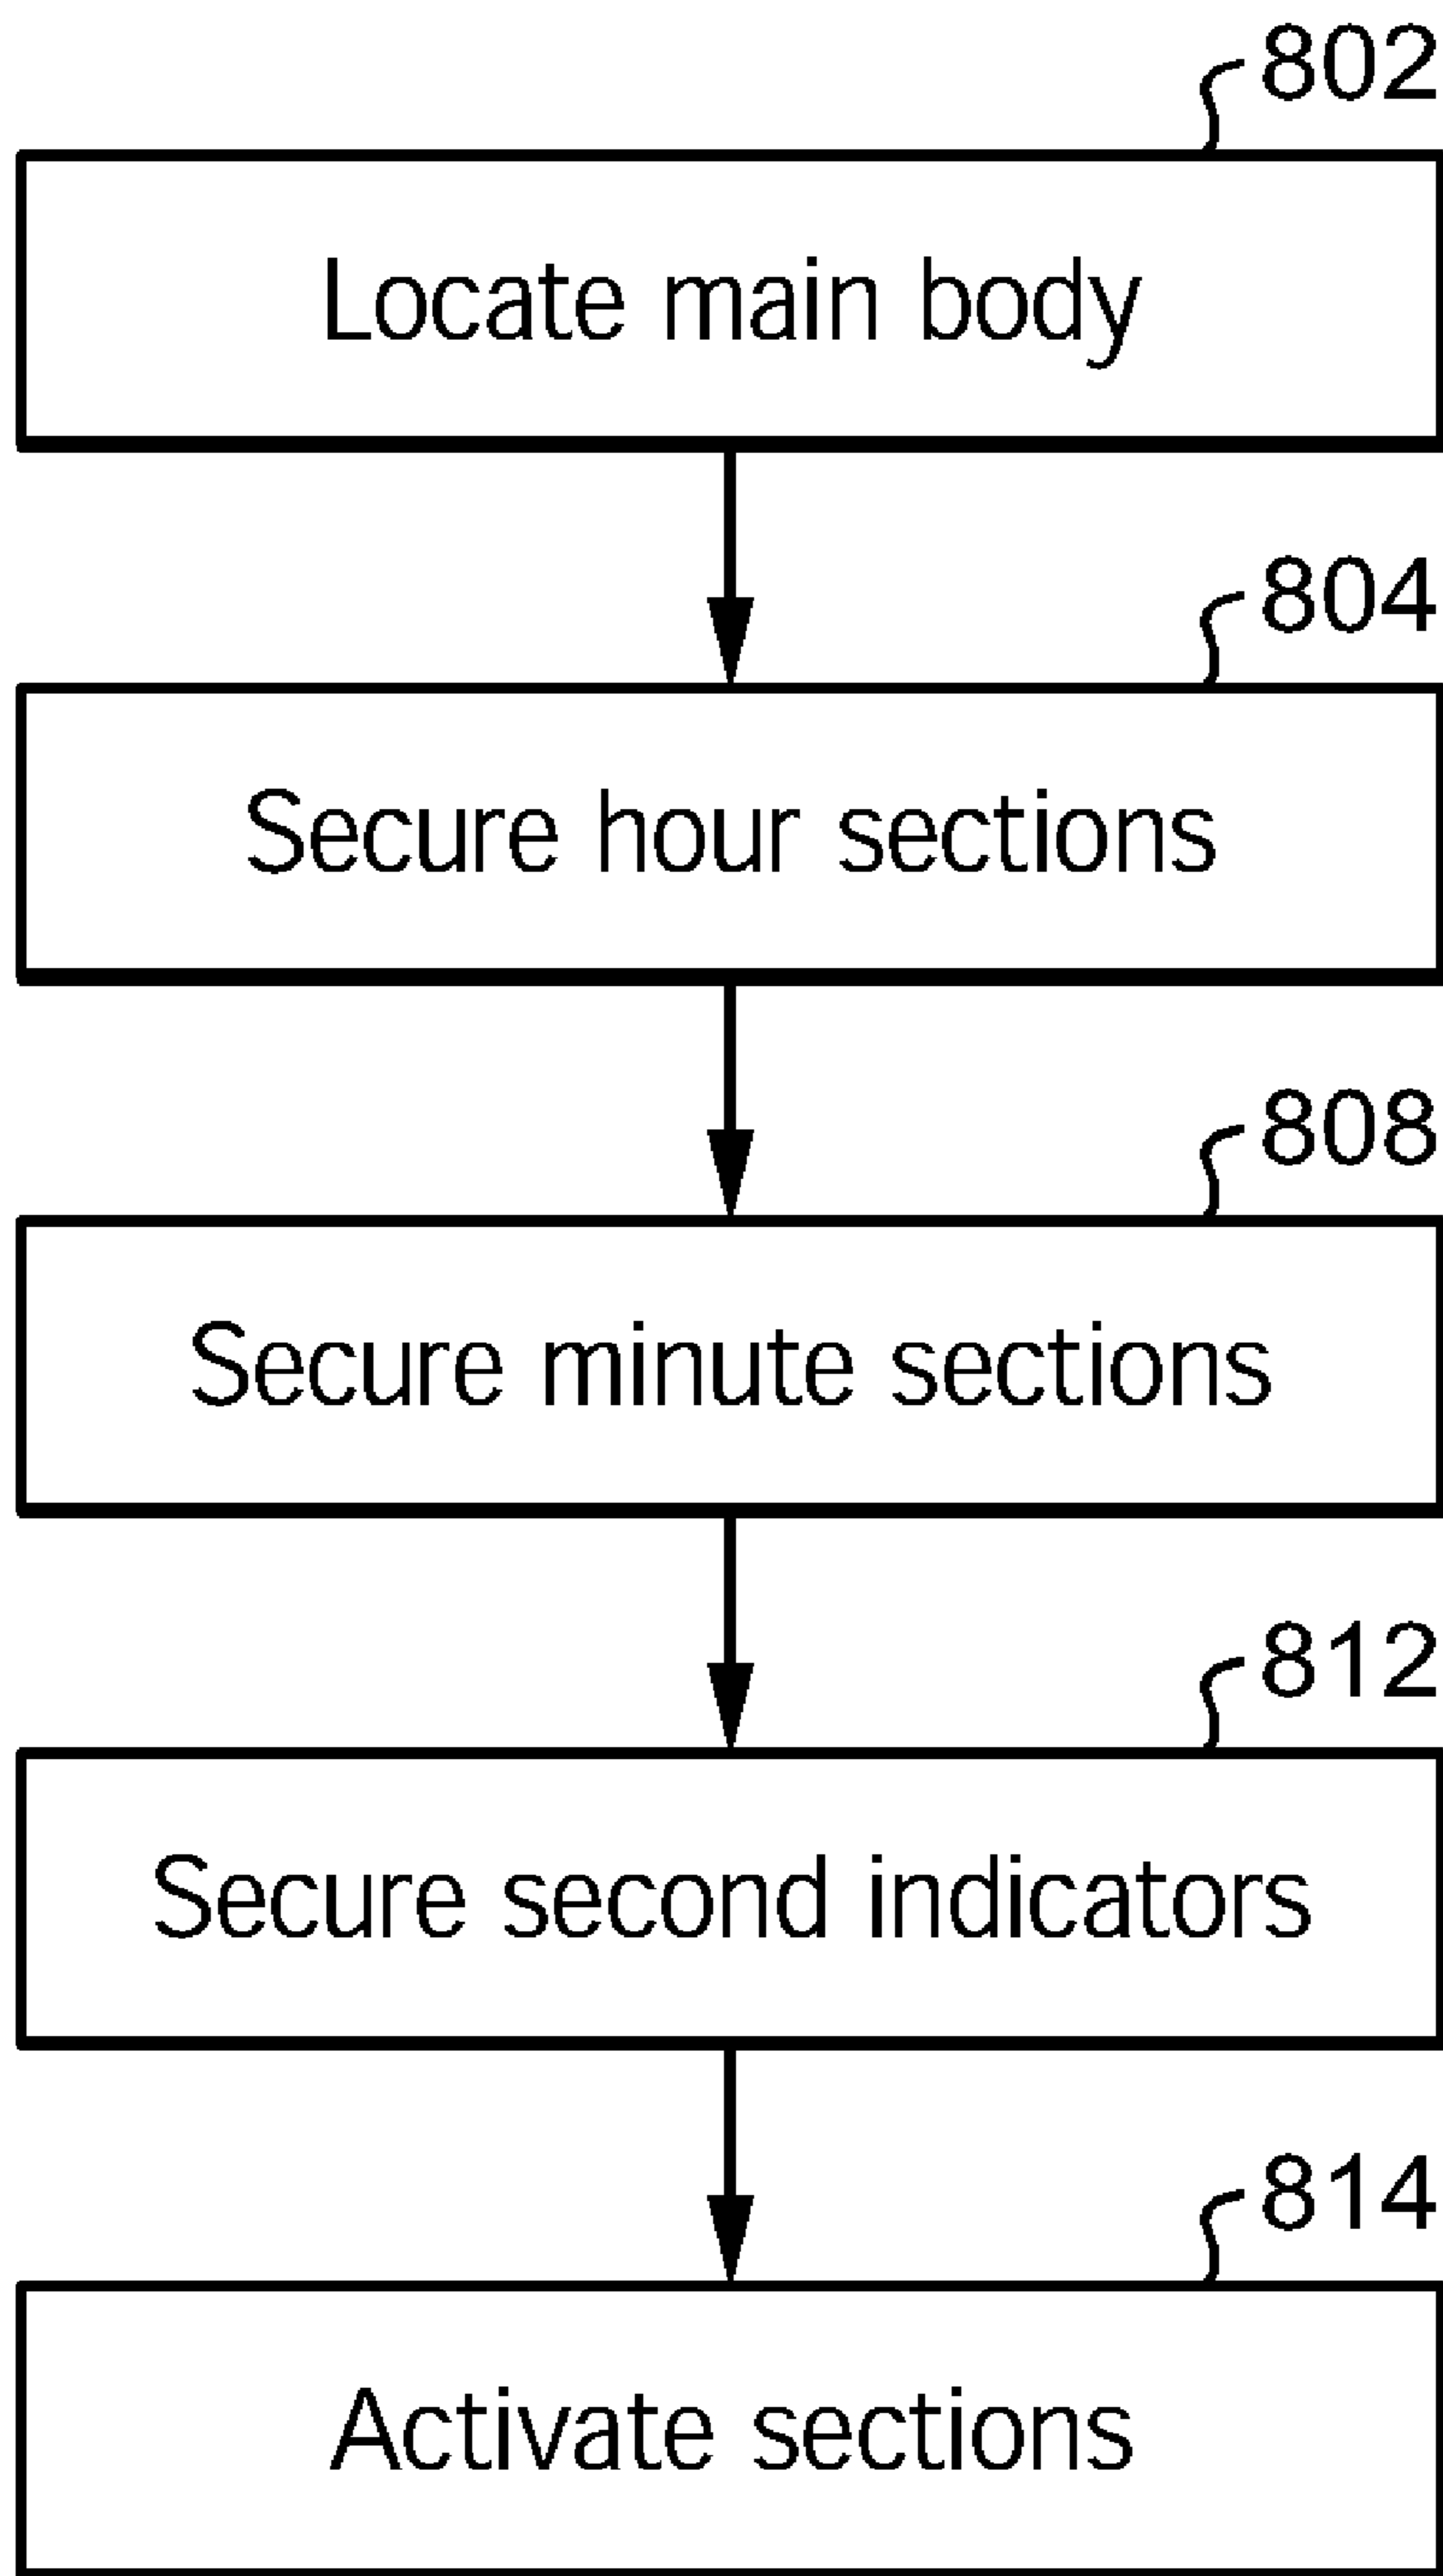 802
Locate main body
804
Secure hour sections
808
Secure minute sections
812
Secure second indicators
814
Activate sections